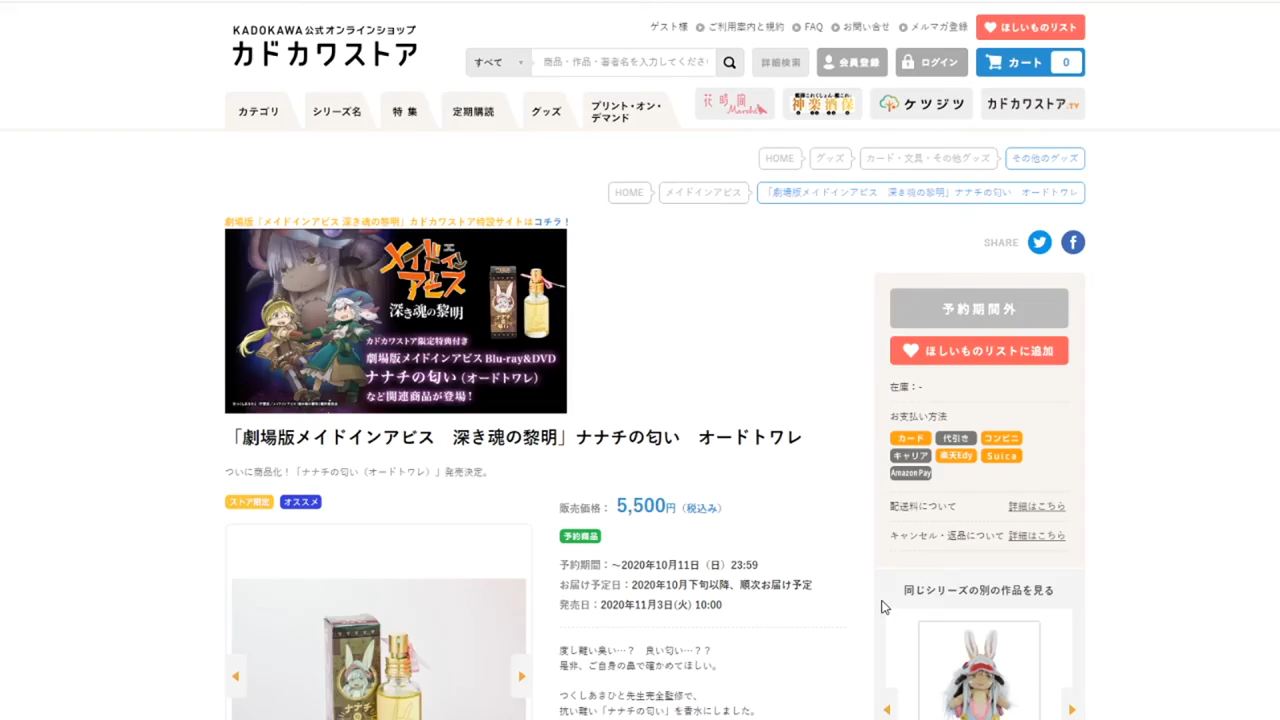 KADOKAWA公式オンラインショップ
カドカワストア
ゲスト様 ご利用案内と規約 FAQ お問い合せ メルマガ登録 ほしいものリスト
すべて 商品・作品・著者名を入力してくださ 詳細検索 会員登録 ログイン カート 0
カテゴリ シリーズ名 特 集 定期購読 グッズ プリント・オン・
デマンド
花時間 Marché 神楽酒保 ケツジツ カドカワストア.TV
HOME グッズ カード・文具・その他グッズ その他のグッズ
HOME メイドインアビス 「劇場版メイドインアビス 深き魂の黎明」ナナチの匂い オードトワレ
劇場版「メイドインアビス 深き魂の黎明」カドカワストア特設サイトはコチラ！
SHARE
メイドインアビス
深き魂の黎明
カドカワストア限定特典付き
劇場版メイドインアビス Blu-ray&DVD
ナナチの匂い（オードトワレ）
など関連商品が登場！
予約期間外
ほしいものリストに追加
在庫：-
お支払い方法
カード 代引き コンビニ
キャリア 楽天Edy Suica
Amazon Pay
配送料について 詳細はこちら
キャンセル・返品について 詳細はこちら
同じシリーズの別の作品を見る
「劇場版メイドインアビス 深き魂の黎明」ナナチの匂い オードトワレ
ついに商品化！「ナナチの匂い（オードトワレ）」発売決定。
ストア限定 オススメ
販売価格： 5,500円（税込み）
予約商品
予約期間：～2020年10月11日（日）23:59
お届け予定日：2020年10月下旬以降、順次お届け予定
発売日：2020年11月3日(火) 10:00
度し難い臭い…？ 良い匂い…？？
是非、ご自身の鼻で確かめてほしい。
つくしあきひと先生完全監修で、
抗い難い「ナナチの匂い」を香水にしました。
ナナチ